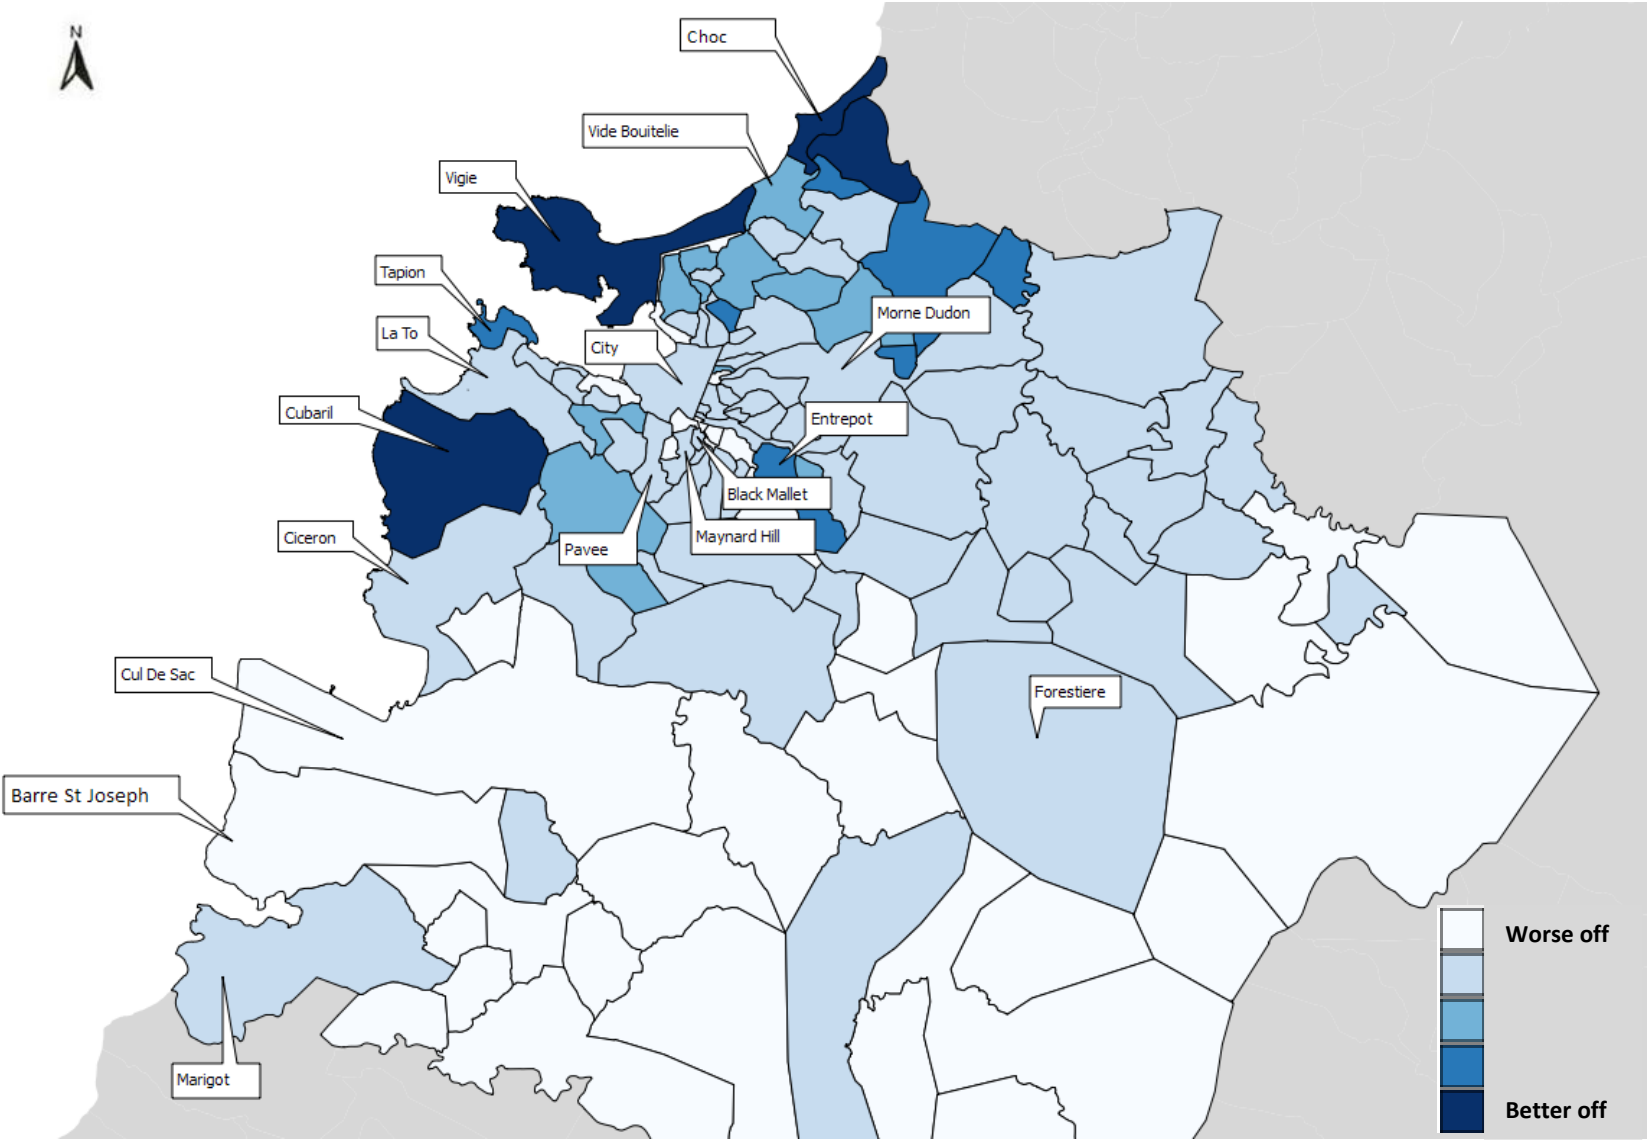 N
Choc
Vide Bouitelie
Vigie
Tapion
La To
Morne Dudon
City
Cubaril
Entrepot
Black Mallet
Ciceron
Pavee
Maynard Hill
Cul De Sac
Forestiere
Barre St Joseph
Worse off
Marigot
Better off